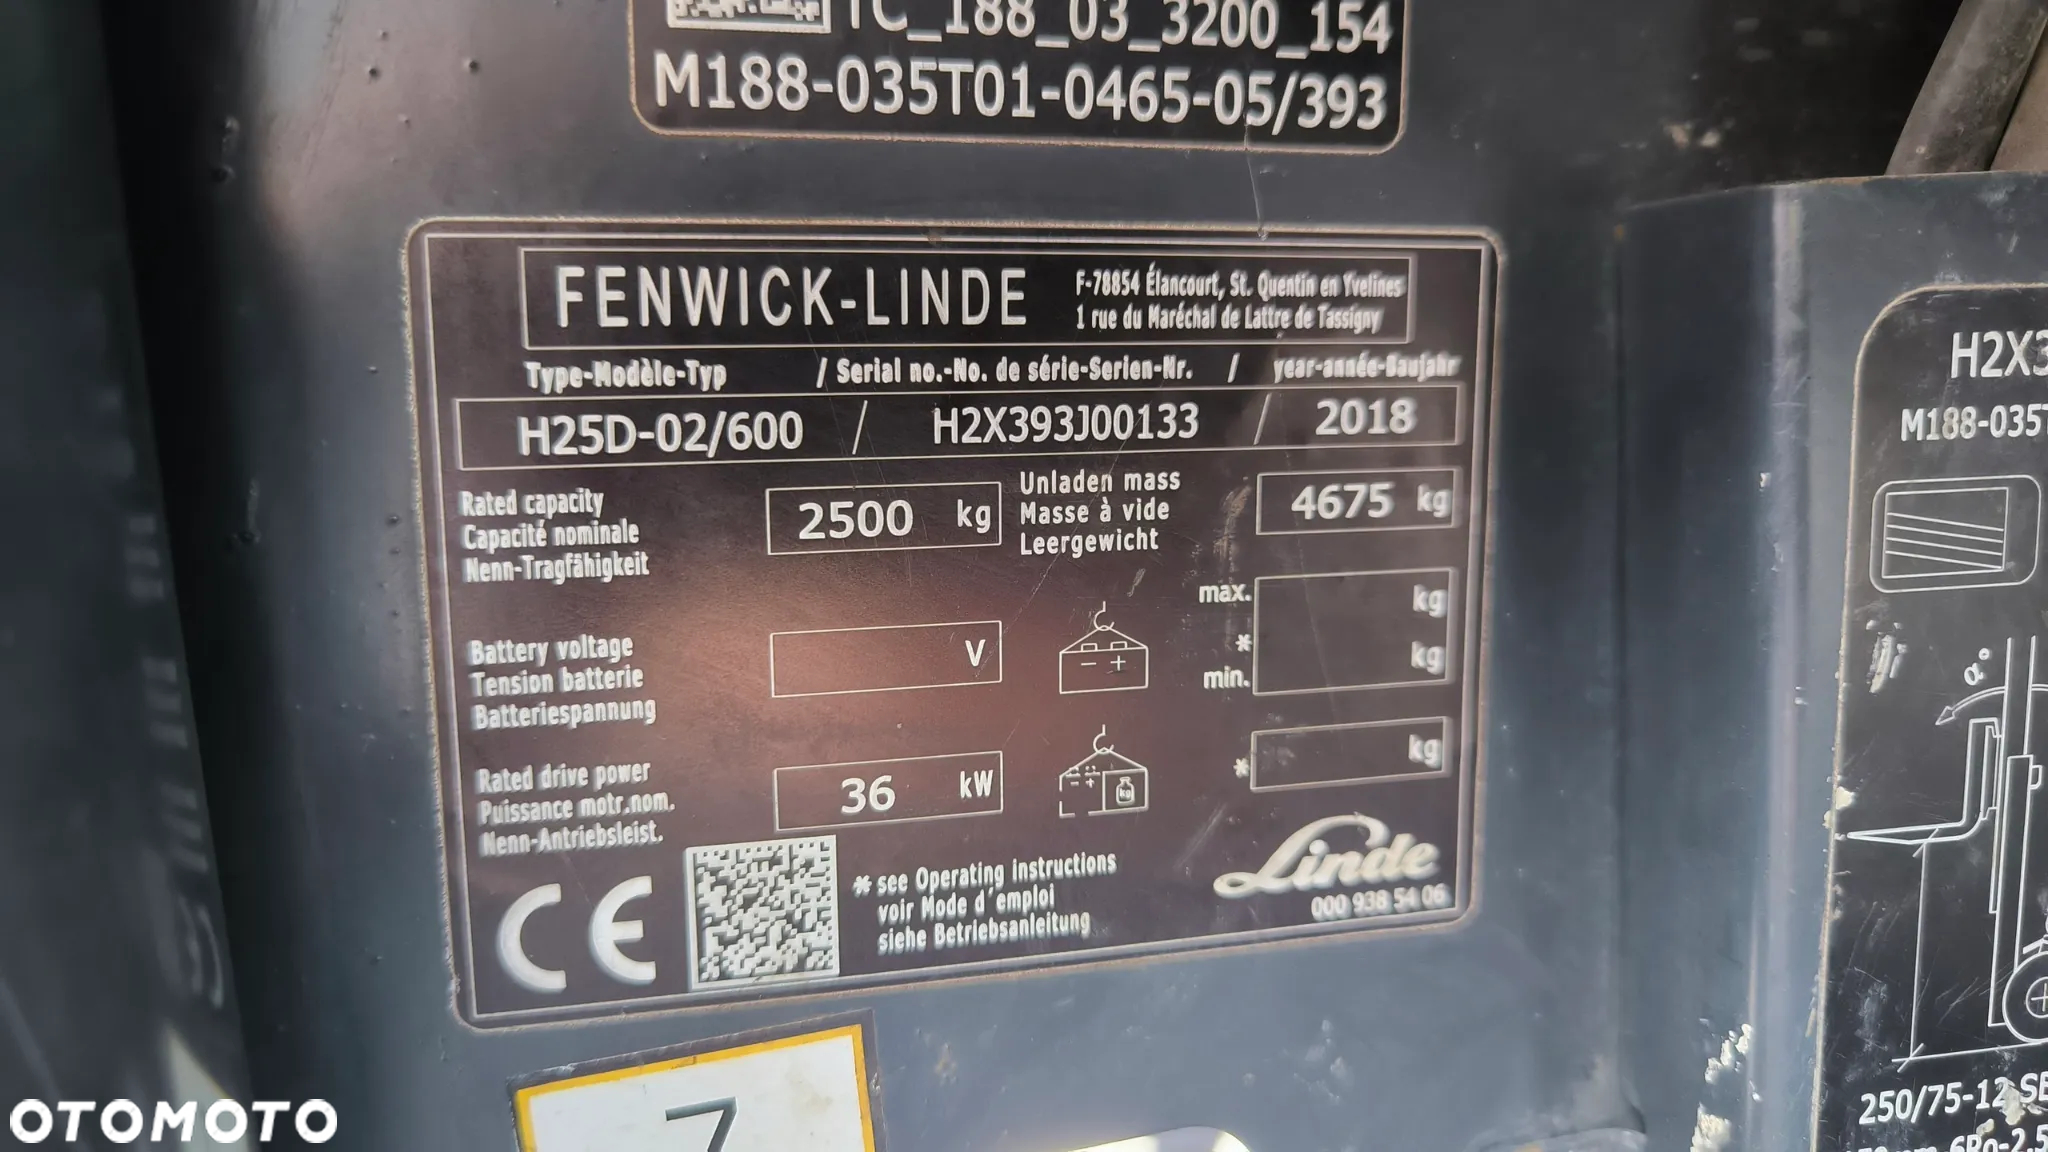 TC_188_03_3200_154
M188-035T01-0465-05/393
FENWICK-LINDE
F-78854 Élancourt, St. Quentin en Yvelines
1 rue du Maréchal de Lattre de Tassigny
Type-Modèle-Typ / Serial no.-No. de série-Serien-Nr. / year-année-Baujahr
H25D-02/600 / H2X393J00133 / 2018
Rated capacity
Capacité nominale
Nenn-Tragfähigkeit
2500 kg
Unladen mass
Masse à vide
Leergewicht
4675 kg
Battery voltage
Tension batterie
Batteriespannung
V
- +
max. kg
*
min. kg
Rated drive power
Puissance motr.nom.
Nenn-Antriebsleist.
36 kW
- +
kg
* kg
CE
* see Operating instructions
voir Mode d'emploi
siehe Betriebsanleitung
Linde
000 938 54 06
7
H2X3
M188-035T
α°
250/75-12 SE
6Ro-2.5
OTOMOTO